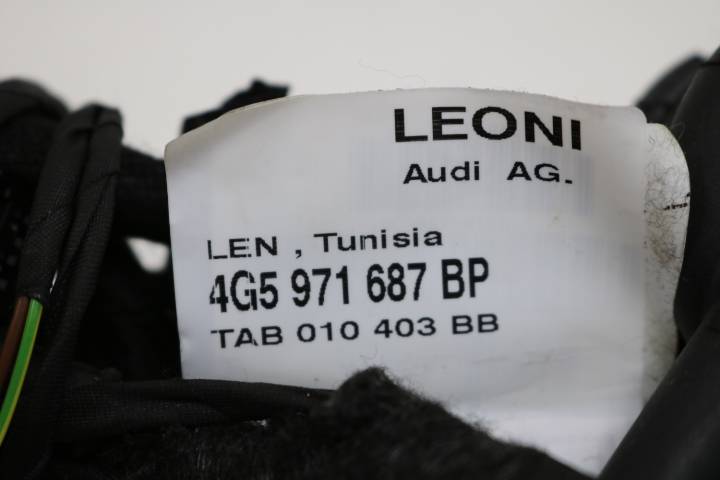 LEONI
Audi AG.
LEN , Tunisia
4G5 971 687 BP
TAB 010 403 BB